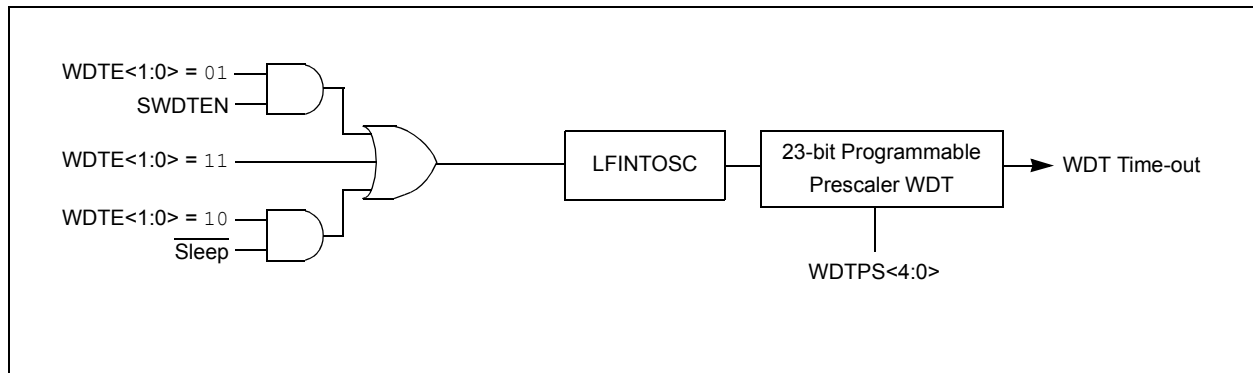 WDTE<1:0> = 01
SWDTEN
WDTE<1:0> = 11
WDTE<1:0> = 10
Sleep
LFINTOSC
23-bit Programmable
Prescaler WDT
WDT Time-out
WDTPS<4:0>